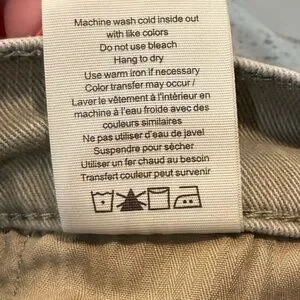 Machine wash cold inside out
with like colors
Do not use bleach
Hang to dry
Use warm iron if necessary
Color transfer may occur /
Laver le vêtement à l'intérieur en
machine à l'eau froide avec des
couleurs similaires
Ne pas utiliser d'eau de javel
Suspendre pour sécher
Utiliser un fer chaud au besoin
Transfert couleur peut survenir